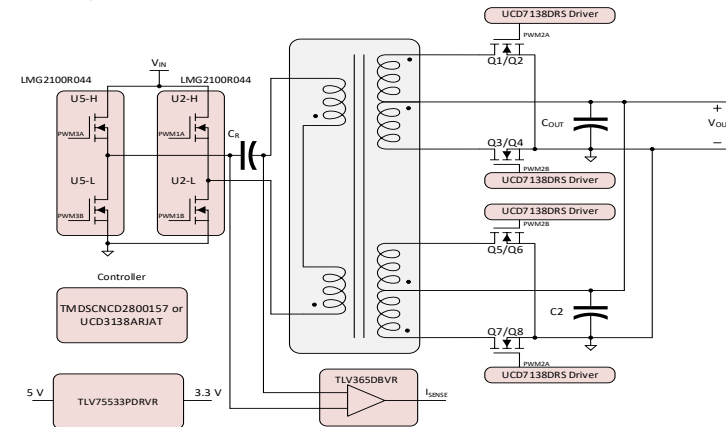 UCD7138DRS Driver
PWM2A
Q1/Q2
VIN
LMG2100R044
LMG2100R044
U5-H
U2-H
PWM3A
PWM1A
CR
U5-L
U2-L
PWM3B
PWM1B
COUT
+
VOU
−
Q3/Q4
PWM2B
UCD7138DRS Driver
UCD7138DRS Driver
PWM2B
Q5/Q6
Controller
TMDSCNCD2800157 or
UCD3138ARJAT
C2
Q7/Q8
PWM2A
UCD7138DRS Driver
5 V
TLV75533PDRVR
3.3 V
TLV365DBVR
ISENSE